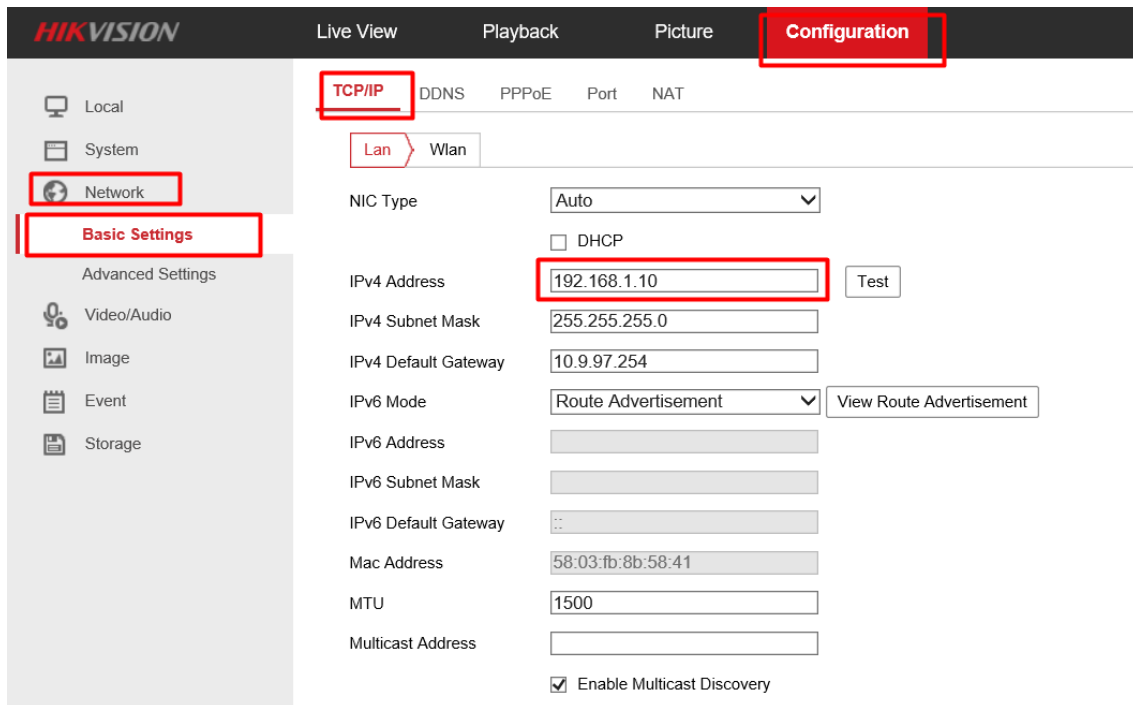 HIKVISION Live View Playback Picture Configuration
Local
System
Network
Basic Settings
Advanced Settings
Video/Audio
Image
Event
Storage
TCP/IP DDNS PPPoE Port NAT
Lan Wlan
NIC Type Auto
DHCP
IPv4 Address 192.168.1.10 Test
IPv4 Subnet Mask 255.255.255.0
IPv4 Default Gateway 10.9.97.254
IPv6 Mode Route Advertisement View Route Advertisement
IPv6 Address
IPv6 Subnet Mask
IPv6 Default Gateway ::
Mac Address 58:03:fb:8b:58:41
MTU 1500
Multicast Address
Enable Multicast Discovery